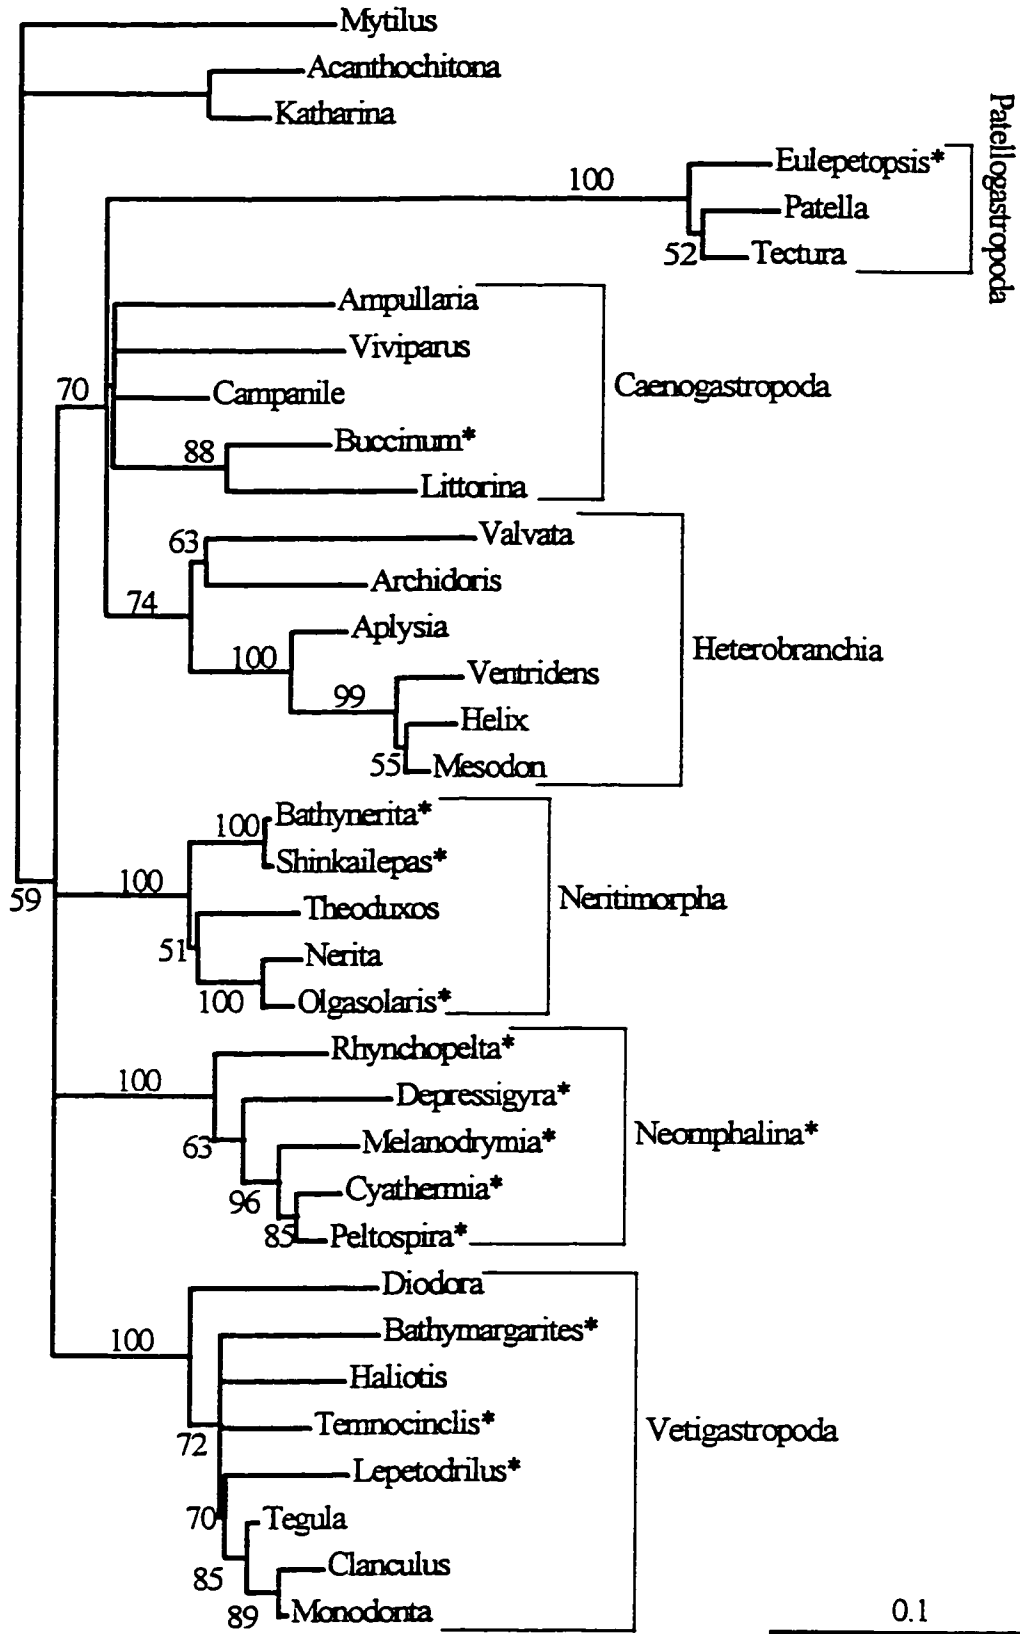 Mytilus
Acanthochitona
Katharina
Patellogastropoda
Eulepetopsis*
100
Patella
52
Tectura
Ampullaria
Viviparus
70
Campanile
Caenogastropoda
Buccinum*
88
Littorina
Valvata
63
Archidoris
74
Aplysia
Heterobranchia
100
Ventridens
99
Helix
55
Mesodon
Bathynerita*
100
Shinkailepas*
100
59
Neritimorpha
Theoduxos
51
Nerita
100
Olgasolaris*
Rhynchopelta*
100
Depressigyra*
Neomphalina*
63
Melanodrymia*
96
Cyathermia*
85
Peltospira*
Diodora
100
Bathymargarites*
Haliotis
Temnocinclis*
Vetigastropoda
72
Lepetodrilus*
70
Tegula
85
Clanculus
89
Monodonta
0.1